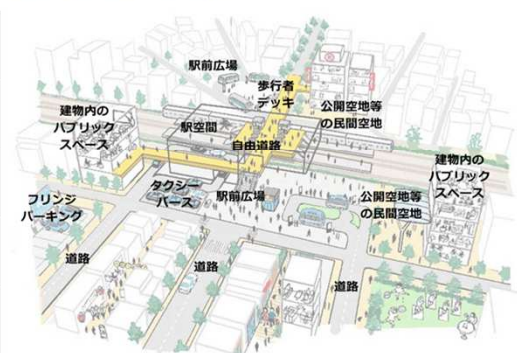 駅前広場
歩行者
デッキ
公開空地等
の民間空地
建物内の
パブリック
スペース
駅空間
自由道路
建物内の
パブリック
スペース
フリンジ
パーキング
タクシー
バース
駅前広場
公開空地等
の民間空地
道路
道路
道路